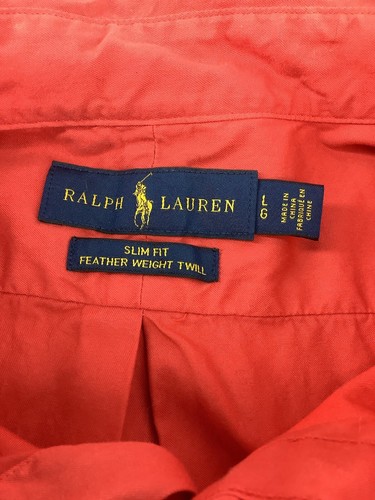 RALPH LAUREN
L
G
MADE IN
CHINA
FABRIQUÉ EN
CHINE
SLIM FIT
FEATHER WEIGHT TWILL